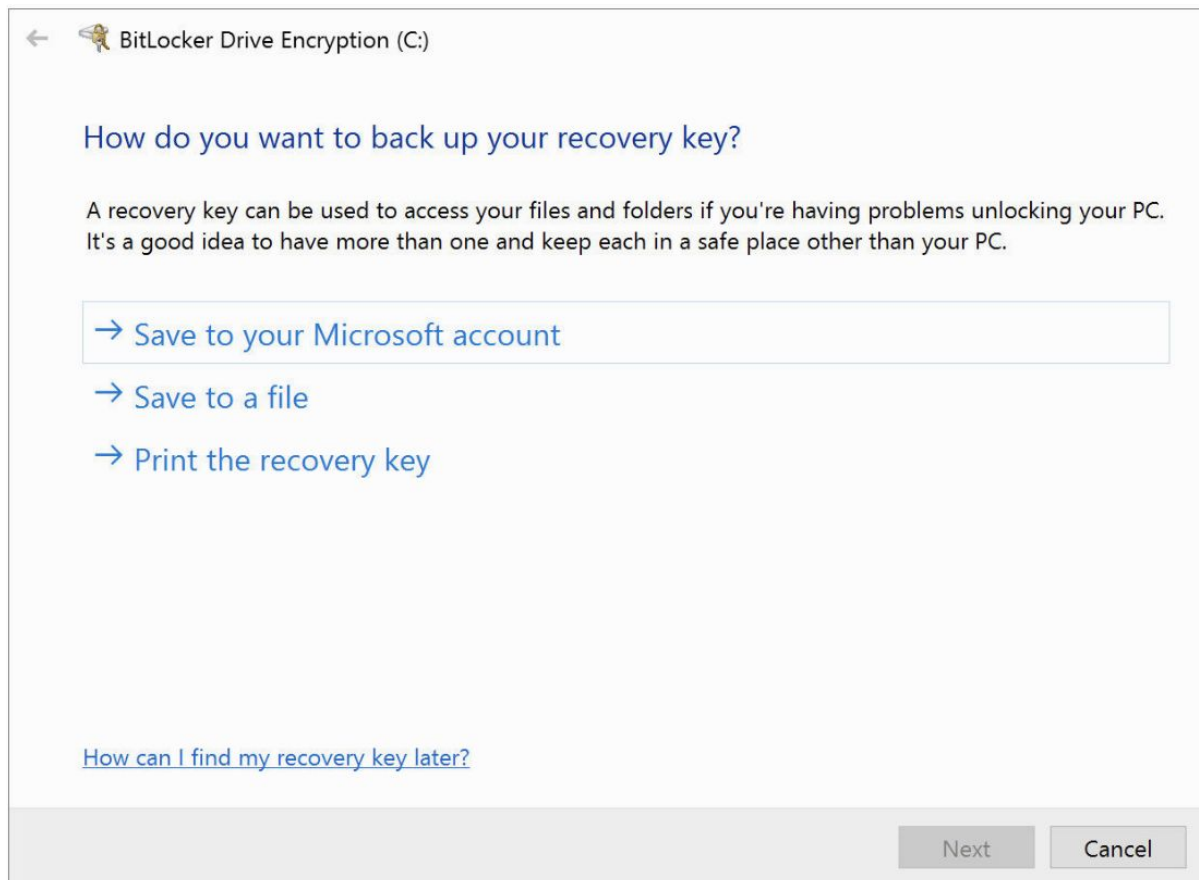 BitLocker Drive Encryption (C:)
How do you want to back up your recovery key?
A recovery key can be used to access your files and folders if you're having problems unlocking your PC.
It's a good idea to have more than one and keep each in a safe place other than your PC.
Save to your Microsoft account
Save to a file
Print the recovery key
How can I find my recovery key later?
Next
Cancel